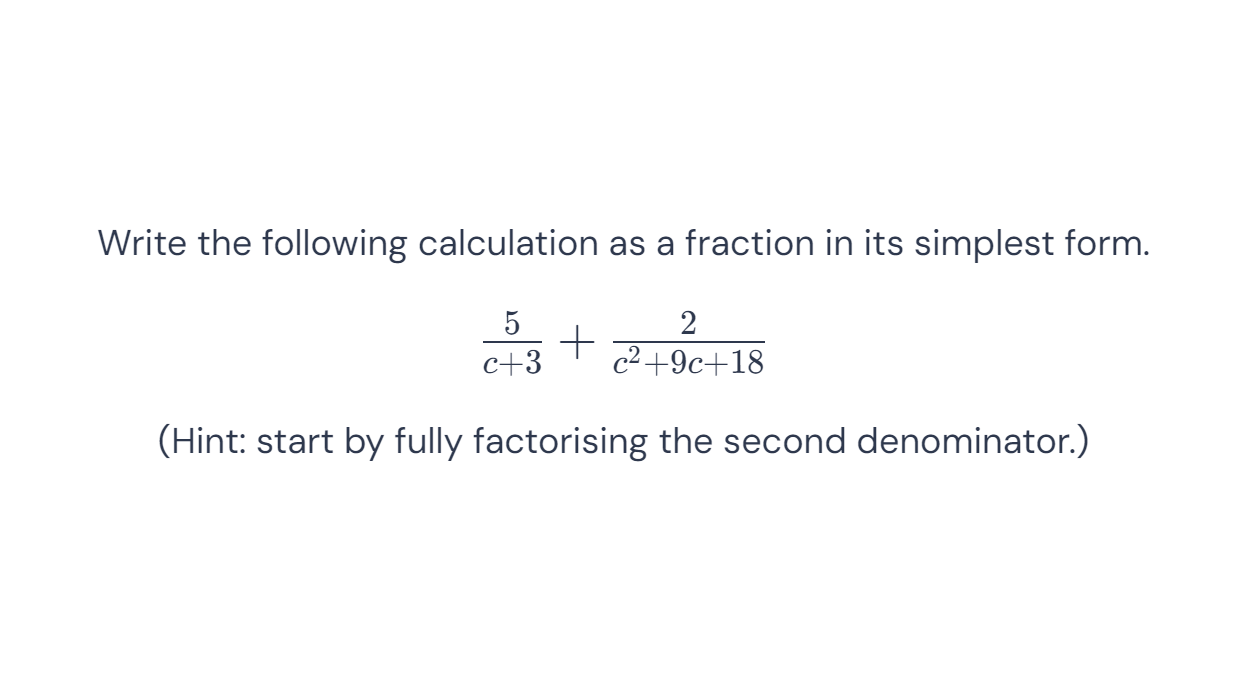 Write the following calculation as a fraction in its simplest form.
$\frac{5}{c+3} + \frac{2}{c^2+9c+18}$
(Hint: start by fully factorising the second denominator.)